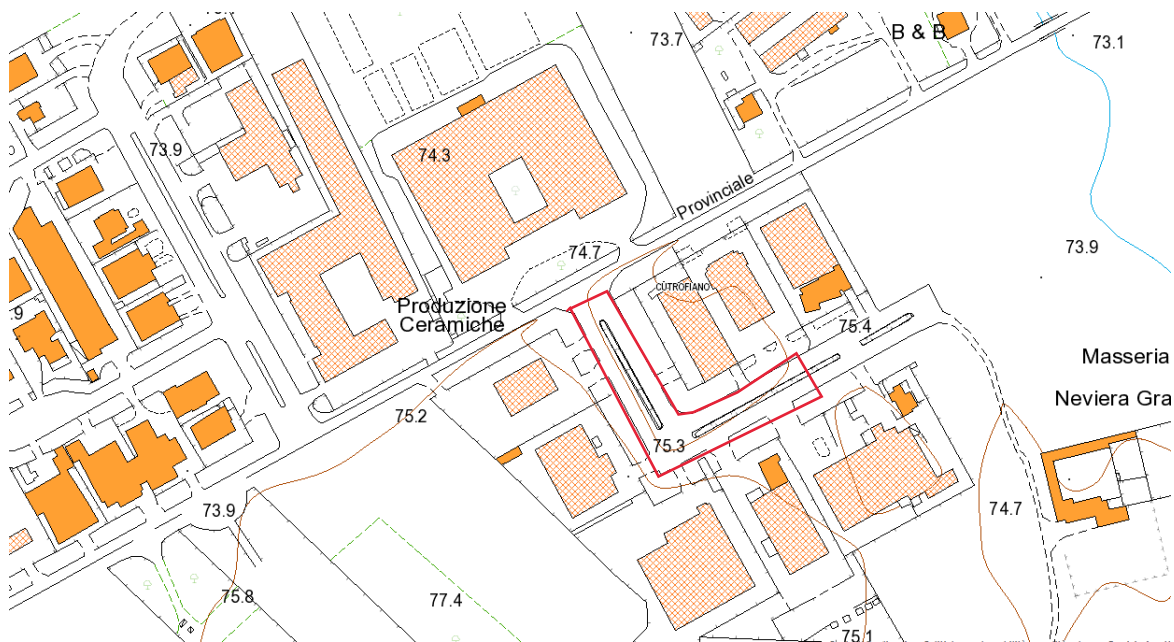 73.7
B & B
73.1
73.9
74.3
Provinciale
74.7
73.9
CUTROFIANO
Produzione
Ceramiche
75.4
Masseria
Neviera Gra
75.2
75.3
73.9
74.7
75.8
77.4
75.1